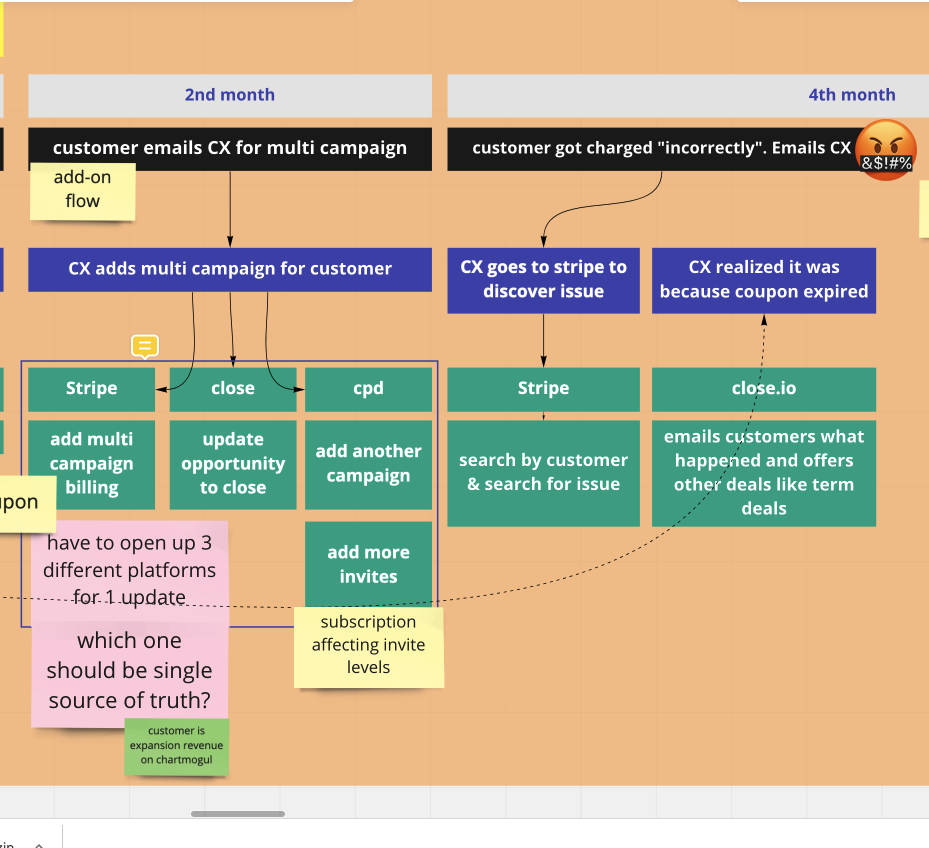 2nd month
4th month
customer emails CX for multi campaign
customer got charged "incorrectly". Emails CX
&$!#%
add-on
flow
CX adds multi campaign for customer
CX goes to stripe to
discover issue
CX realized it was
because coupon expired
Stripe
close
cpd
Stripe
close.io
add multi
campaign
billing
update
opportunity
to close
add another
campaign
search by customer
& search for issue
emails customers what
happened and offers
other deals like term
deals
upon
have to open up 3
different platforms
for 1 update
add more
invites
which one
should be single
source of truth?
subscription
affecting invite
levels
customer is
expansion revenue
on chartmogul